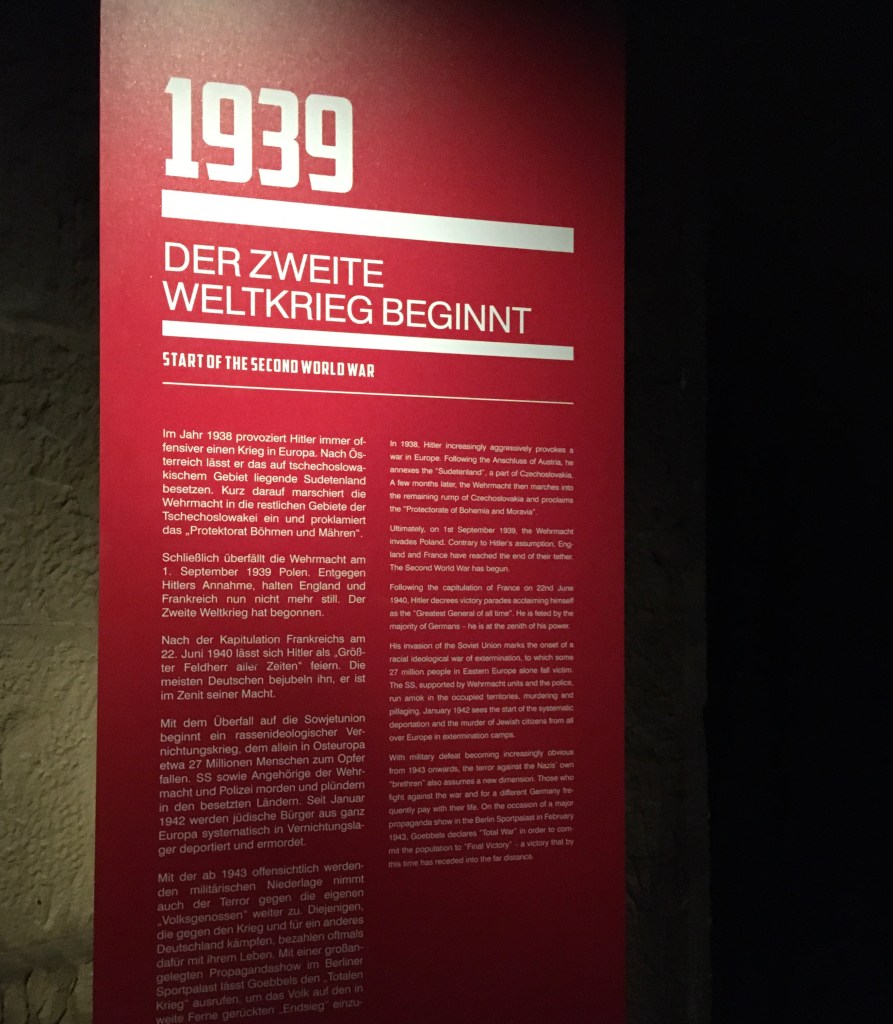 1939
DER ZWEITE
WELTKRIEG BEGINNT
START OF THE SECOND WORLD WAR
Im Jahr 1938 provoziert Hitler immer of-
fensiver einen Krieg in Europa. Nach Ös-
terreich lässt er das auf tschechoslowa-
kischem Gebiet liegende Sudetenland
besetzen. Kurz darauf marschiert die
Wehrmacht in die restlichen Gebiete der
Tschechoslowakei ein und proklamiert
das „Protektorat Böhmen und Mähren“.
Schließlich überfällt die Wehrmacht am
1. September 1939 Polen. Entgegen
Hitlers Annahme, halten England und
Frankreich nun nicht mehr still. Der
Zweite Weltkrieg hat begonnen.
Nach der Kapitulation Frankreichs am
22. Juni 1940 lässt sich Hitler als „Größ-
ter Feldherr aller Zeiten“ feiern. Die
meisten Deutschen bejubeln ihn, er ist
im Zenit seiner Macht.
Mit dem Überfall auf die Sowjetunion
beginnt ein rassenideologischer Ver-
nichtungskrieg, dem allein in Osteuropa
etwa 27 Millionen Menschen zum Opfer
fallen. SS sowie Angehörige der Wehr-
macht und Polizei morden und plündern
in den besetzten Ländern. Seit Januar
1942 werden jüdische Bürger aus ganz
Europa systematisch in Vernichtungsla-
ger deportiert und ermordet.
Mit der ab 1943 offensichtlich werden-
den militärischen Niederlage nimmt
auch der Terror gegen die eigenen
„Volksgenossen“ weiter zu. Diejenigen,
die gegen den Krieg und für ein anderes
Deutschland kämpfen, bezahlen oftmals
dafür mit ihrem Leben. Mit einer großan-
gelegten Propagandashow im Berliner
Sportpalast lässt Goebbels den „Totalen
Krieg“ ausrufen, um das Volk auf den in
weite Ferne gerückten „Endsieg“ einzu-
In 1938, Hitler increasingly aggressively provokes a
war in Europe. Following the Anschluss of Austria, he
annexes the "Sudetenland", a part of Czechoslovakia.
A few months later, the Wehrmacht then marches into
the remaining rump of Czechoslovakia and proclaims
the "Protectorate of Bohemia and Moravia".
Ultimately, on 1st September 1939, the Wehrmacht
invades Poland. Contrary to Hitler's assumption, Eng-
land and France have reached the end of their tether.
The Second World War has begun.
Following the capitulation of France on 22nd June
1940, Hitler decrees victory parades acclaiming himself
as the "Greatest General of all time". He is feted by the
majority of Germans – he is at the zenith of his power.
His invasion of the Soviet Union marks the onset of a
racial ideological war of extermination, to which some
27 million people in Eastern Europe alone fall victim.
The SS, supported by Wehrmacht units and the police,
run amok in the occupied territories, murdering and
pillaging. January 1942 sees the start of the systematic
deportation and the murder of Jewish citizens from all
over Europe in extermination camps.
With military defeat becoming increasingly obvious
from 1943 onwards, the terror against the Nazis' own
"brethren" also assumes a new dimension. Those who
fight against the war and for a different Germany fre-
quently pay with their life. On the occasion of a major
propaganda show in the Berlin Sportpalast in February
1943, Goebbels declares "Total War" in order to com-
mit the population to "Final Victory" – a victory that by
this time has receded into the far distance.